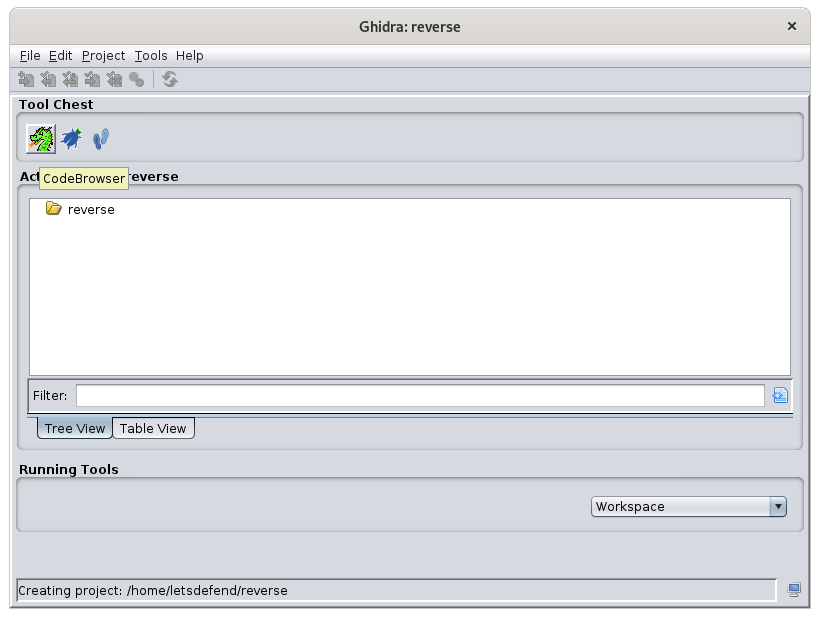 Ghidra: reverse
File Edit Project Tools Help
Tool Chest
CodeBrowser
Act reverse
reverse
Filter:
Tree View Table View
Running Tools
Workspace
Creating project: /home/letsdefend/reverse